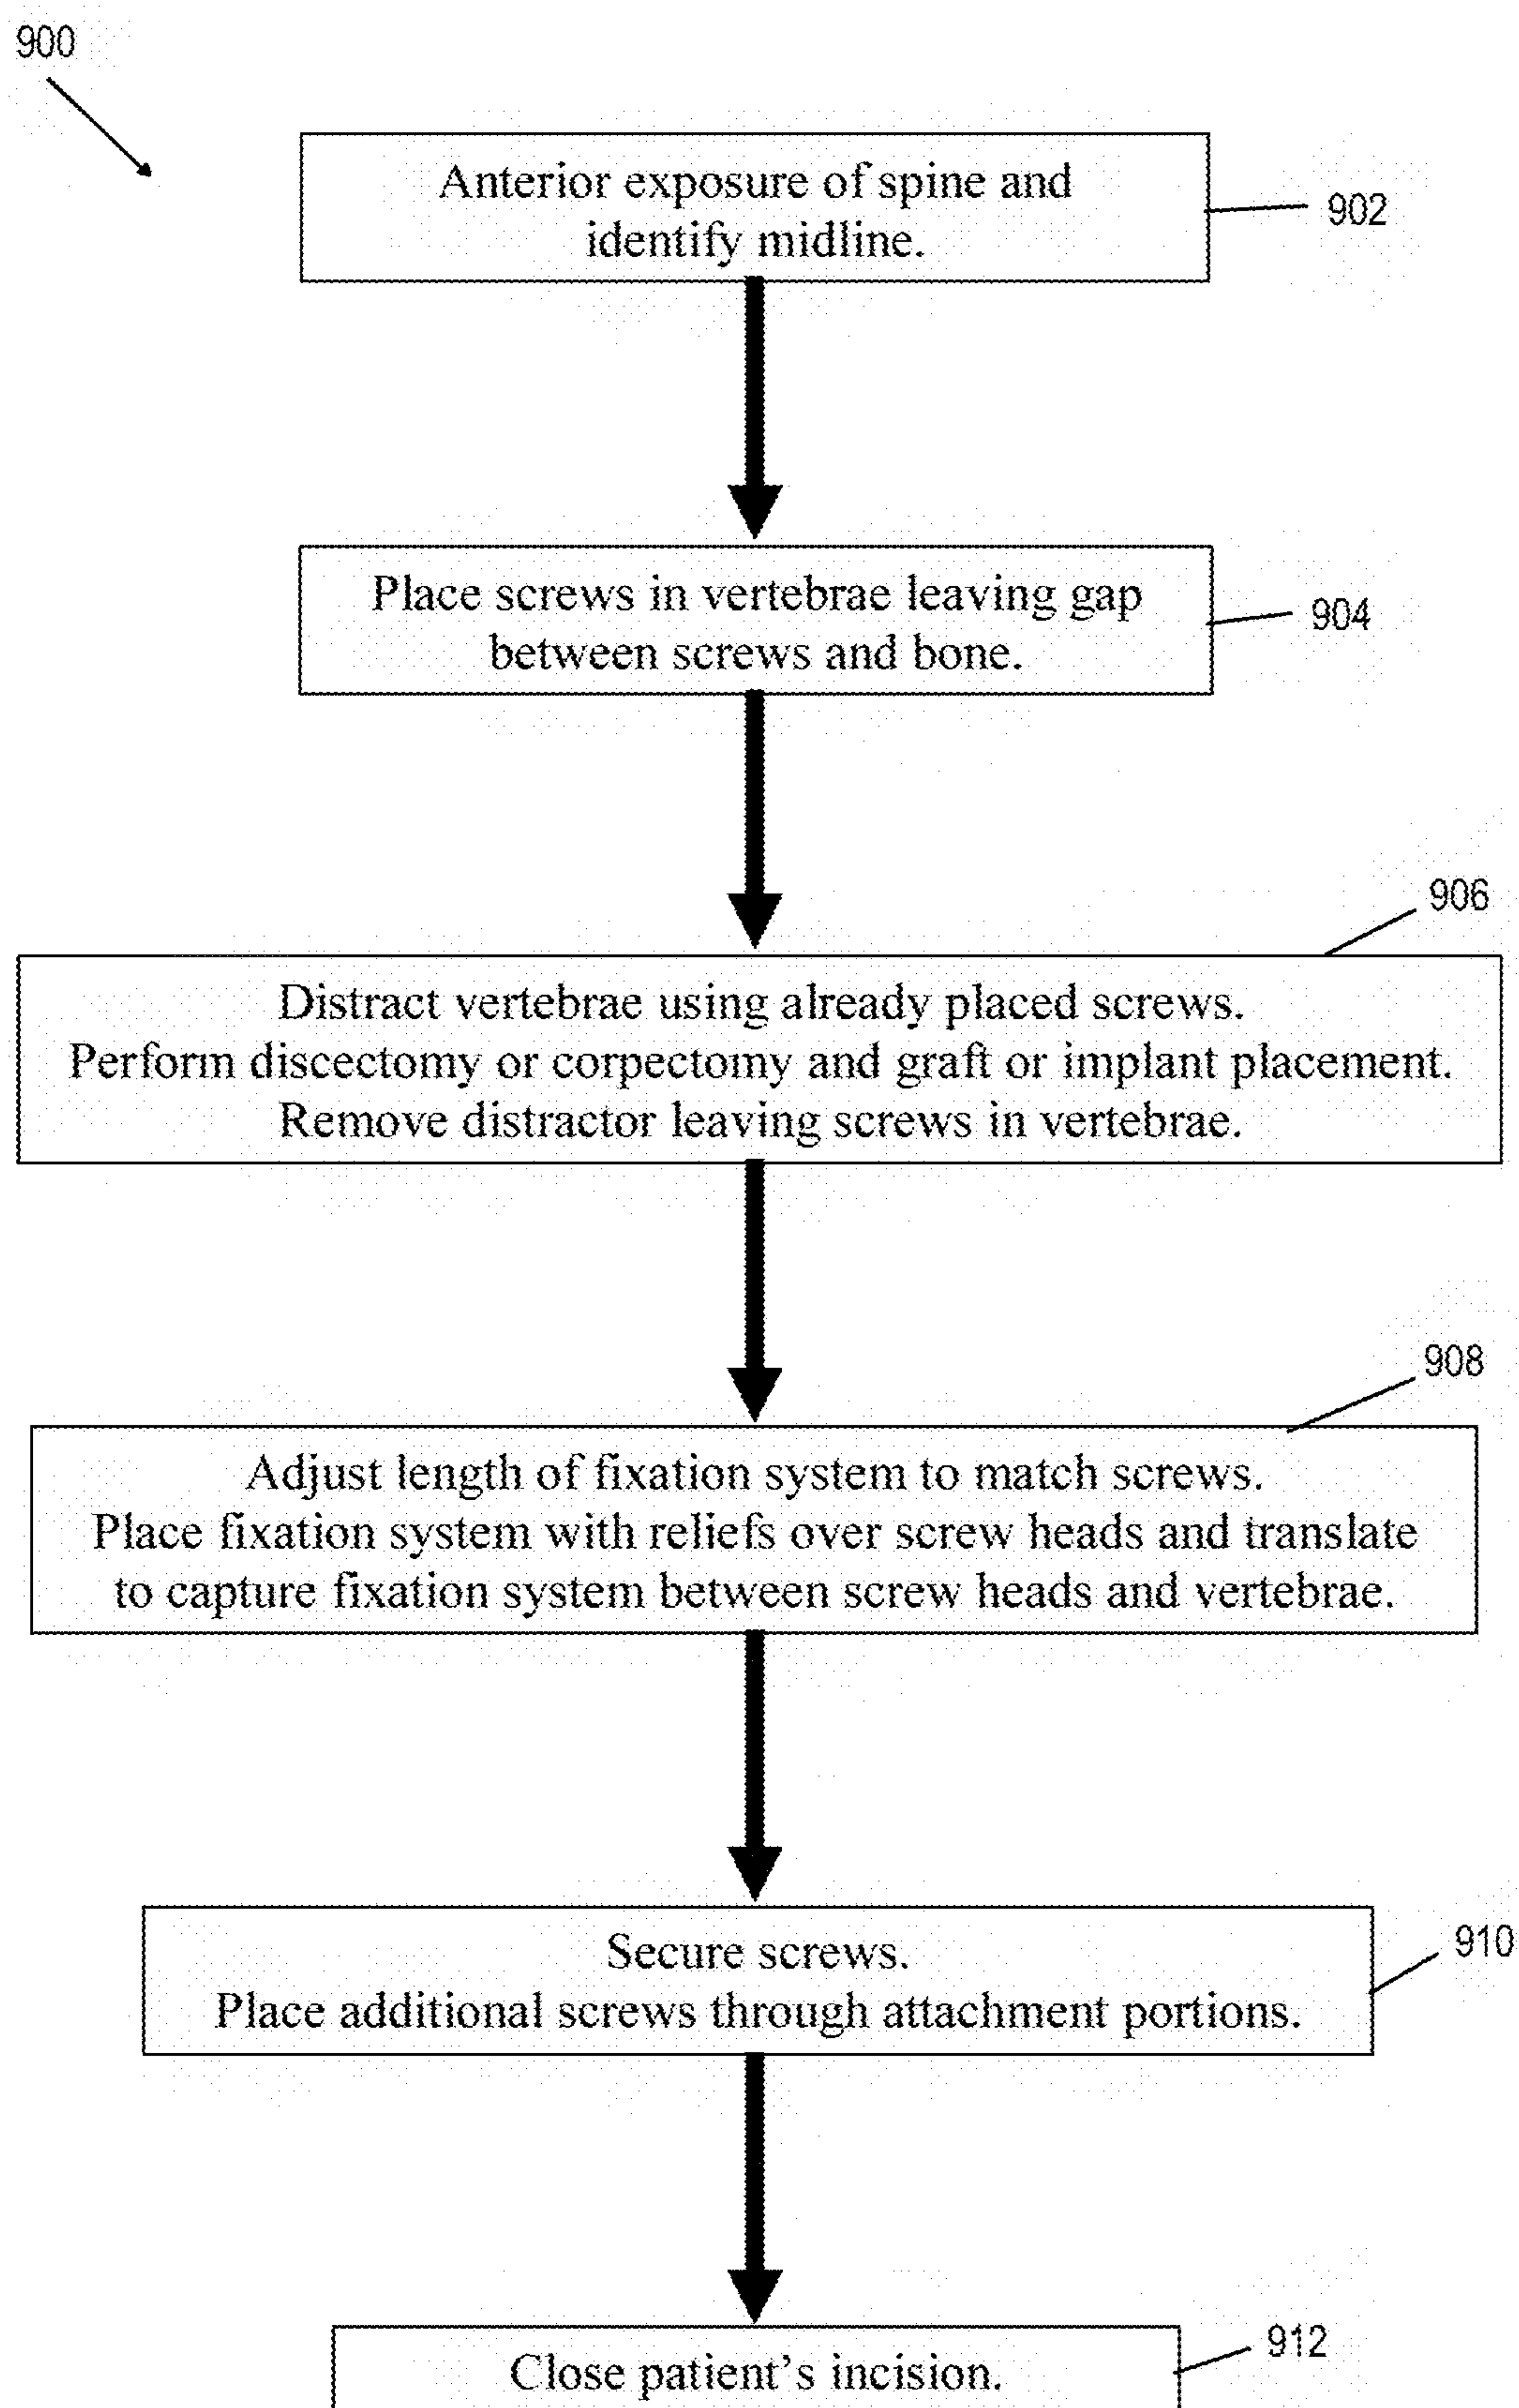 900
Anterior exposure of spine and
identify midline.
902
Place screws in vertebrae leaving gap
between screws and bone.
904
906
Distract vertebrae using already placed screws.
Perform discectomy or corpectomy and graft or implant placement.
Remove distractor leaving screws in vertebrae.
908
Adjust length of fixation system to match screws.
Place fixation system with reliefs over screw heads and translate
to capture fixation system between screw heads and vertebrae.
Secure screws.
Place additional screws through attachment portions.
910
Close patient's incision.
912